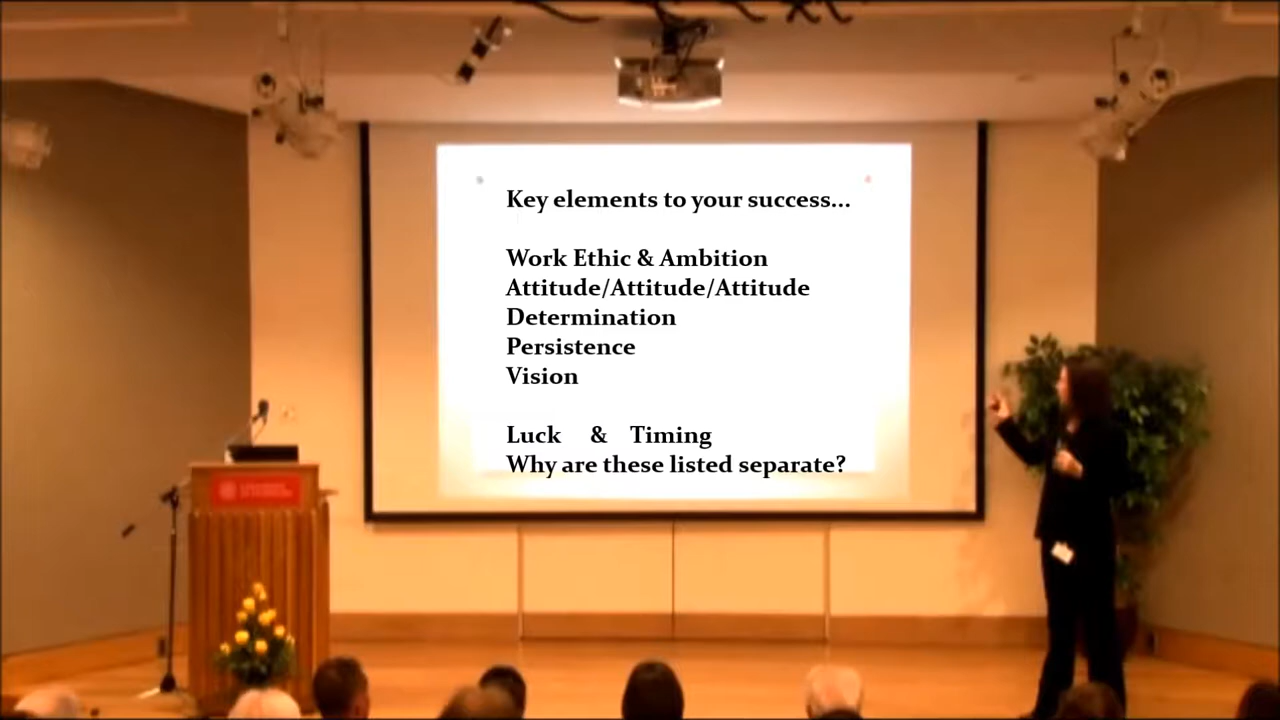 Key elements to your success...
Work Ethic & Ambition
Attitude/Attitude/Attitude
Determination
Persistence
Vision
Luck & Timing
Why are these listed separate?